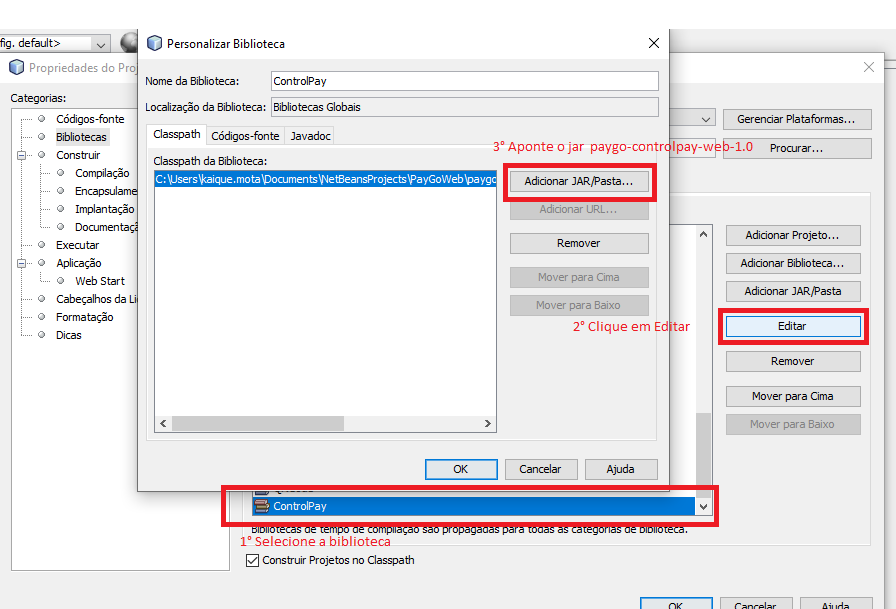 fig. default>
Personalizar Biblioteca
Propriedades do Proj
Categorias:
Códigos-fonte
Bibliotecas
Construir
Compilação
Encapsulame
Implantação
Documentaçã
Executar
Aplicação
Web Start
Cabeçalhos da Li
Formatação
Dicas
Nome da Biblioteca:
ControlPay
Localização da Biblioteca:
Bibliotecas Globais
Classpath
Códigos-fonte
Javadoc
Classpath da Biblioteca:
C:\Users\kaique.mota\Documents\NetBeansProjects\PayGoWeb\paygo
3° Aponte o jar paygo-controlpay-web-1.0
Adicionar JAR/Pasta...
Adicionar URL...
Remover
Mover para Cima
Mover para Baixo
2° Clique em Editar
OK
Cancelar
Ajuda
Gerenciar Plataformas...
Procurar...
Adicionar Projeto...
Adicionar Biblioteca...
Adicionar JAR/Pasta
Editar
Remover
Mover para Cima
Mover para Baixo
ControlPay
Bibliotecas de tempo de compilação são propagadas para todas as categorias de biblioteca.
1° Selecione a biblioteca
Construir Projetos no Classpath
OK
Cancelar
Ajuda